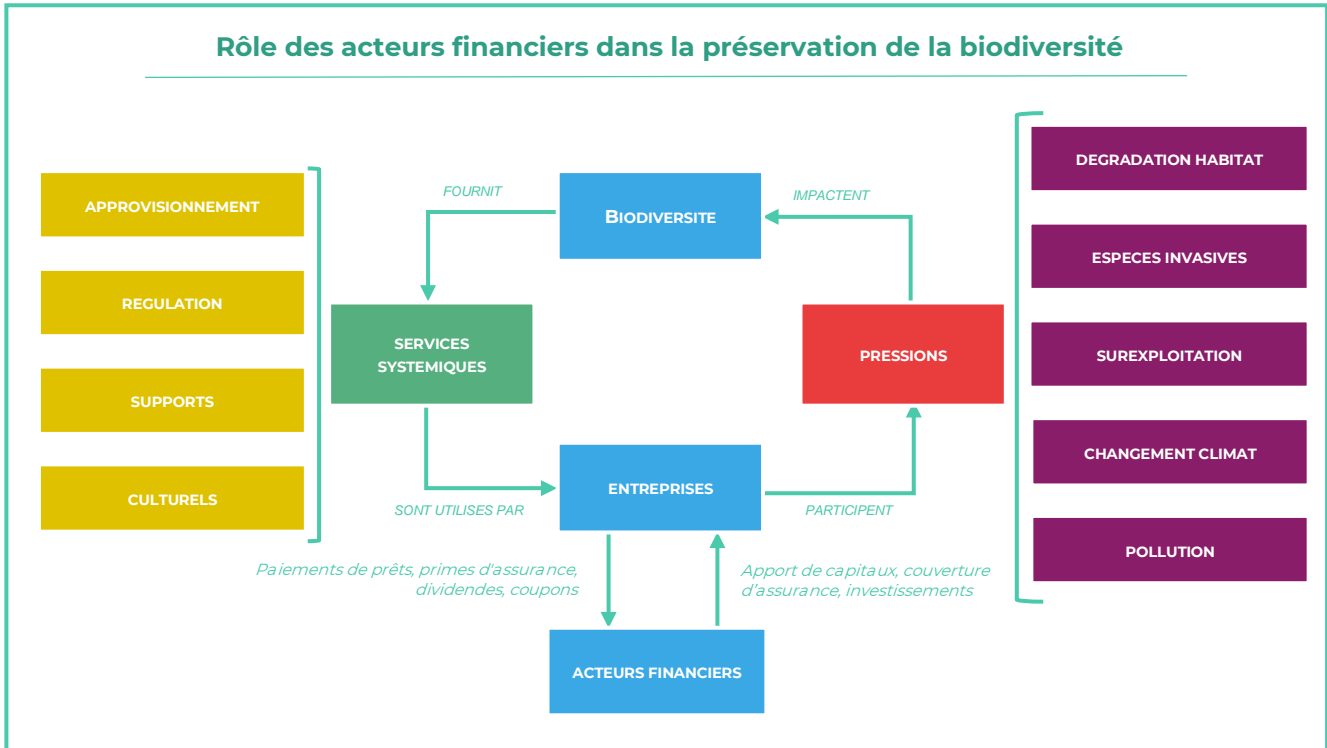 Rôle des acteurs financiers dans la préservation de la biodiversité
APPROVISIONNEMENT
REGULATION
SUPPORTS
CULTURELS
FOURNIT
BIODIVERSITE
IMPACTENT
SERVICES
SYSTEMIQUES
PRESSIONS
SONT UTILISES PAR
ENTREPRISES
PARTICIPENT
Paiements de prêts, primes d'assurance,
dividendes, coupons
Apport de capitaux, couverture
d'assurance, investissements
ACTEURS FINANCIERS
DEGRADATION HABITAT
ESPECES INVASIVES
SUREXPLOITATION
CHANGEMENT CLIMAT
POLLUTION